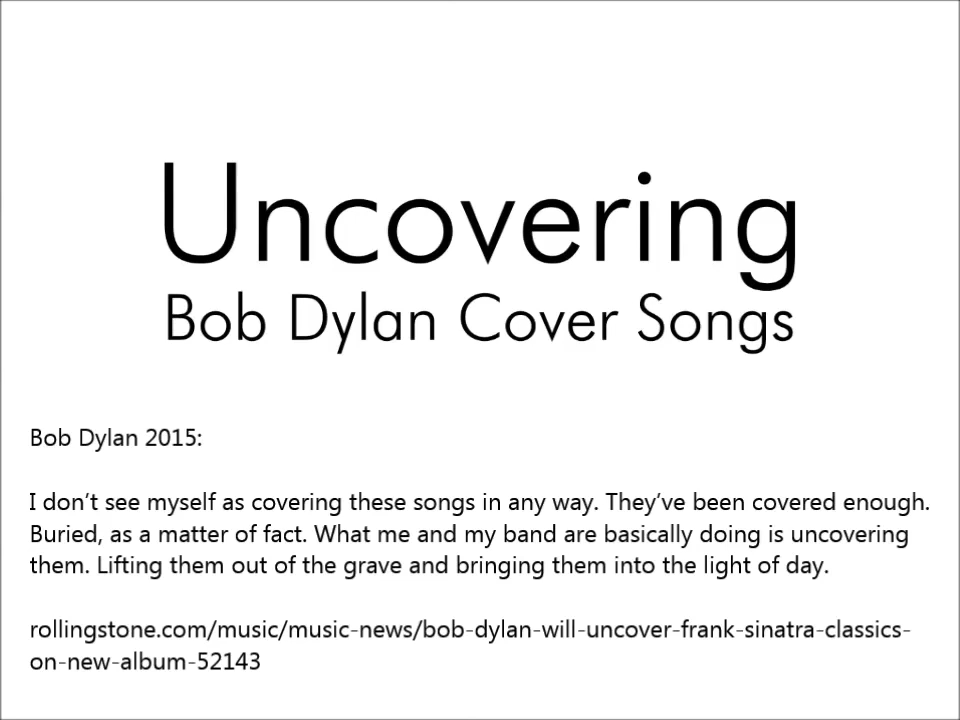 Uncovering
Bob Dylan Cover Songs
Bob Dylan 2015:
I don’t see myself as covering these songs in any way. They’ve been covered enough.
Buried, as a matter of fact. What me and my band are basically doing is uncovering
them. Lifting them out of the grave and bringing them into the light of day.
rollingstone.com/music/music-news/bob-dylan-will-uncover-frank-sinatra-classics-
on-new-album-52143